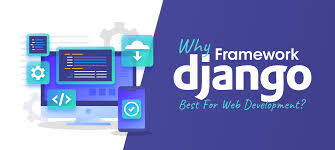 Why
Framework
django
Best For Web Development?